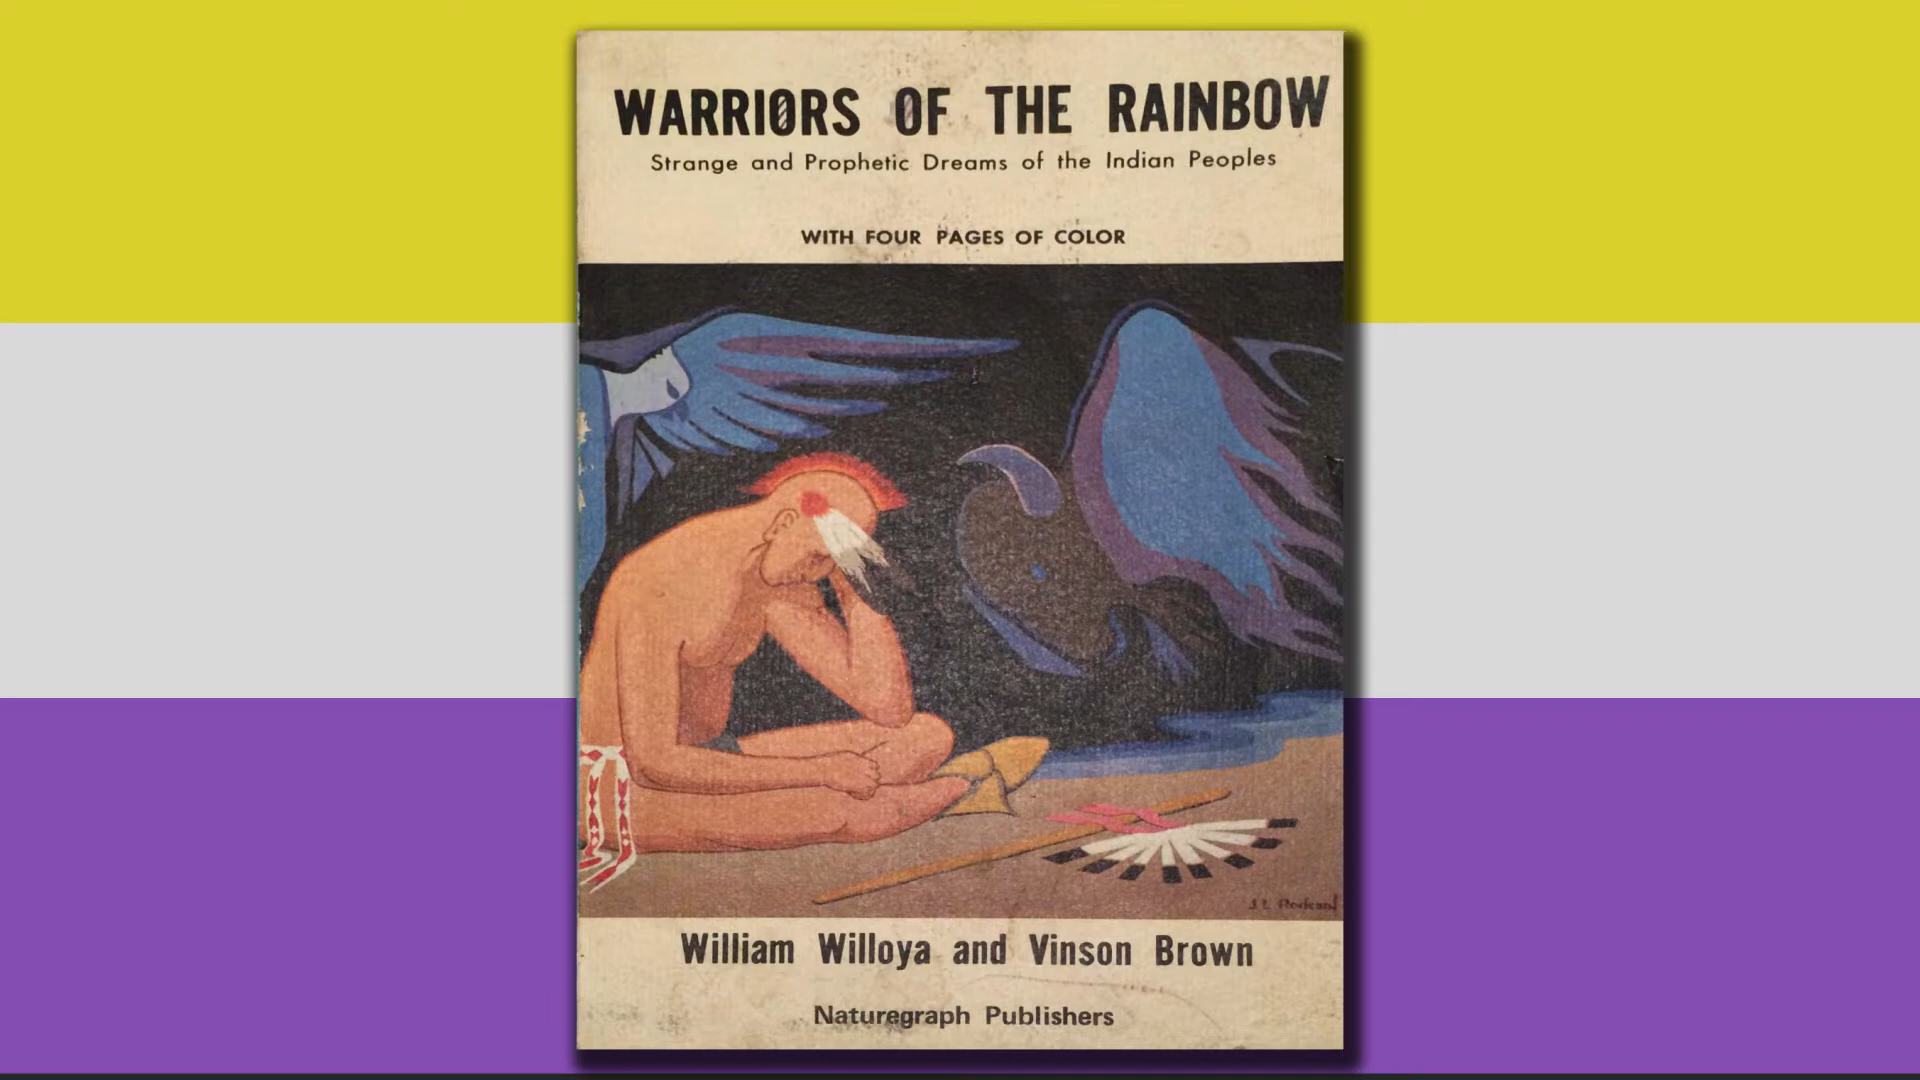 WARRIORS OF THE RAINBOW
Strange and Prophetic Dreams of the Indian Peoples
WITH FOUR PAGES OF COLOR
William Willoya and Vinson Brown
Naturegraph Publishers